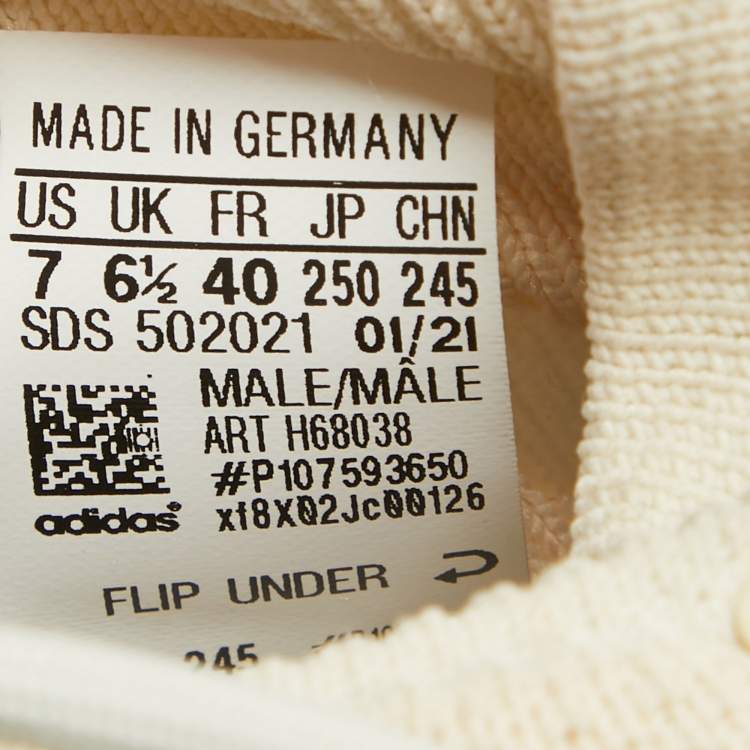 MADE IN GERMANY
US UK FR JP CHN
7 6½ 40 250 245
SDS 502021 01/21
MALE/MÂLE
ART H68038
#P107593650
xf8X02Jc00126
adidas®
FLIP UNDER
245